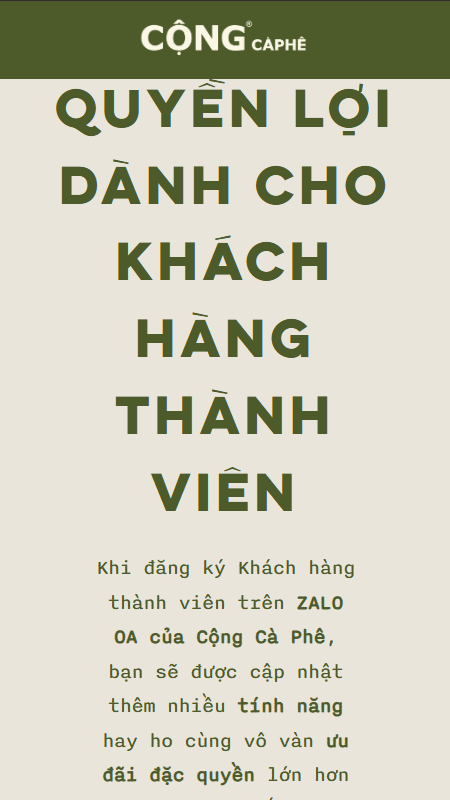 CỘNG® CÀPHÊ
QUYỀN LỢI
DÀNH CHO
KHÁCH
HÀNG
THÀNH
VIÊN
Khi đăng ký Khách hàng
thành viên trên ZALO
OA của Cộng Cà Phê,
bạn sẽ được cập nhật
thêm nhiều tính năng
hay ho cùng vô vàn ưu
đãi đặc quyền lớn hơn